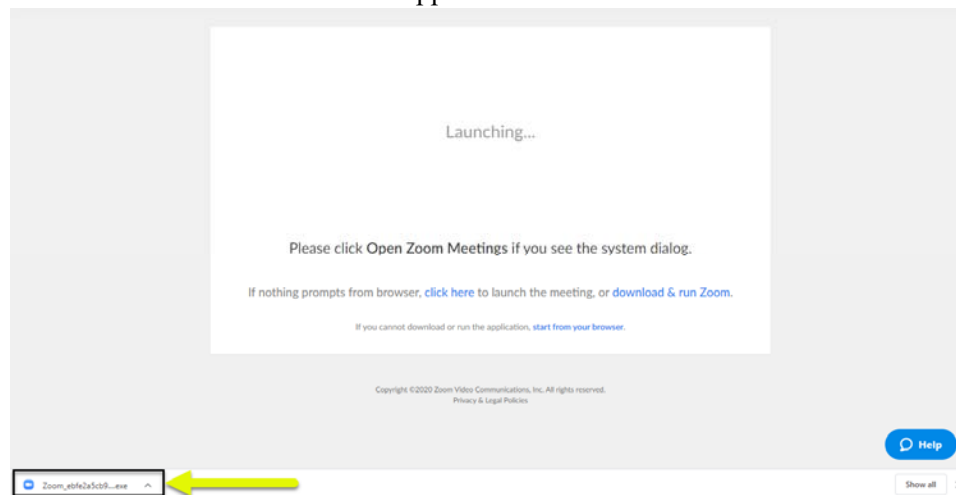 Launching...
Please click Open Zoom Meetings if you see the system dialog.
If nothing prompts from browser, click here to launch the meeting, or download & run Zoom.
If you cannot download or run the application, start from your browser.
Copyright ©2020 Zoom Video Communications, Inc. All rights reserved.
Privacy & Legal Policies
Help
Zoom_ebfe2a5cb9....exe
Show all